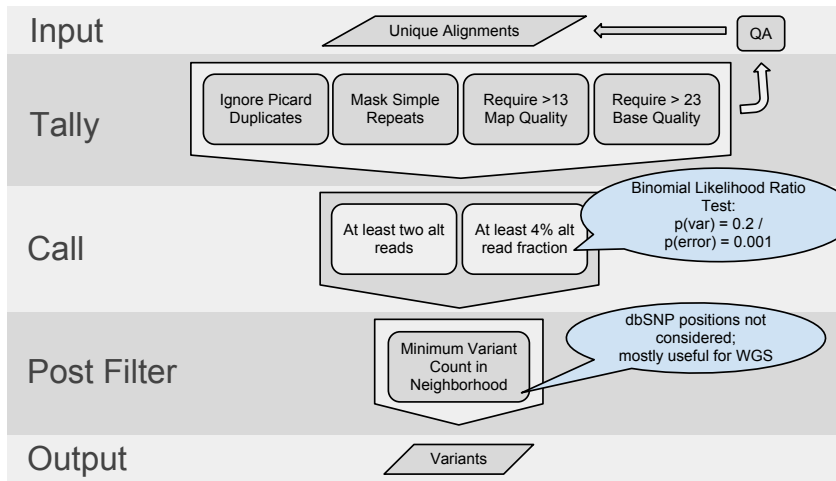 Input
Unique Alignments
QA
Tally
Ignore Picard
Duplicates
Mask Simple
Repeats
Require >13
Map Quality
Require > 23
Base Quality
Call
At least two alt
reads
At least 4% alt
read fraction
Binomial Likelihood Ratio
Test:
p(var) = 0.2 /
p(error) = 0.001
Post Filter
Minimum Variant
Count in
Neighborhood
dbSNP positions not
considered;
mostly useful for WGS
Output
Variants